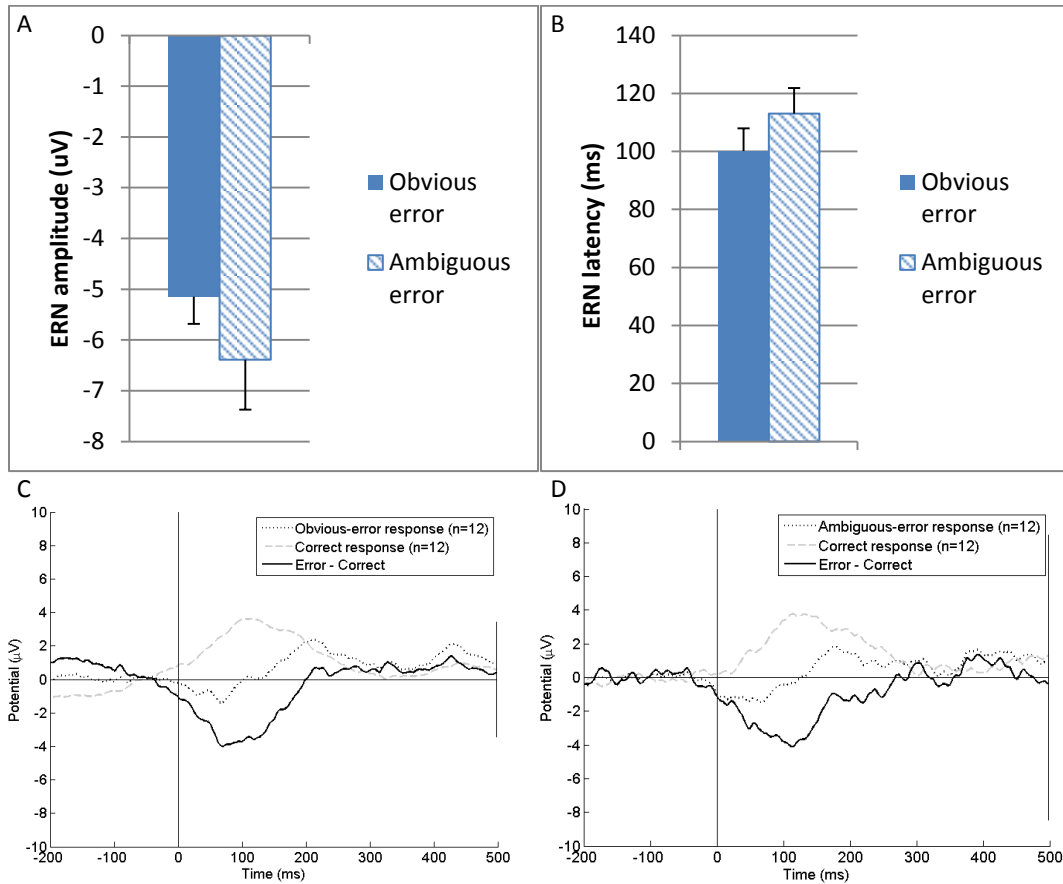 A
ERN amplitude (uV)
0
-1
-2
-3
-4
-5
-6
-7
-8
Obvious
error
Ambiguous
error
B
ERN latency (ms)
140
120
100
80
60
40
20
0
Obvious
error
Ambiguous
error
C
Potential (μV)
10
8
6
4
2
0
-2
-4
-6
-8
-10
Obvious-error response (n=12)
Correct response (n=12)
Error - Correct
-200 -100 0 100 200 300 400 500
Time (ms)
D
Potential (μV)
10
8
6
4
2
0
-2
-4
-6
-8
-10
Ambiguous-error response (n=12)
Correct response (n=12)
Error - Correct
-200 -100 0 100 200 300 400 500
Time (ms)